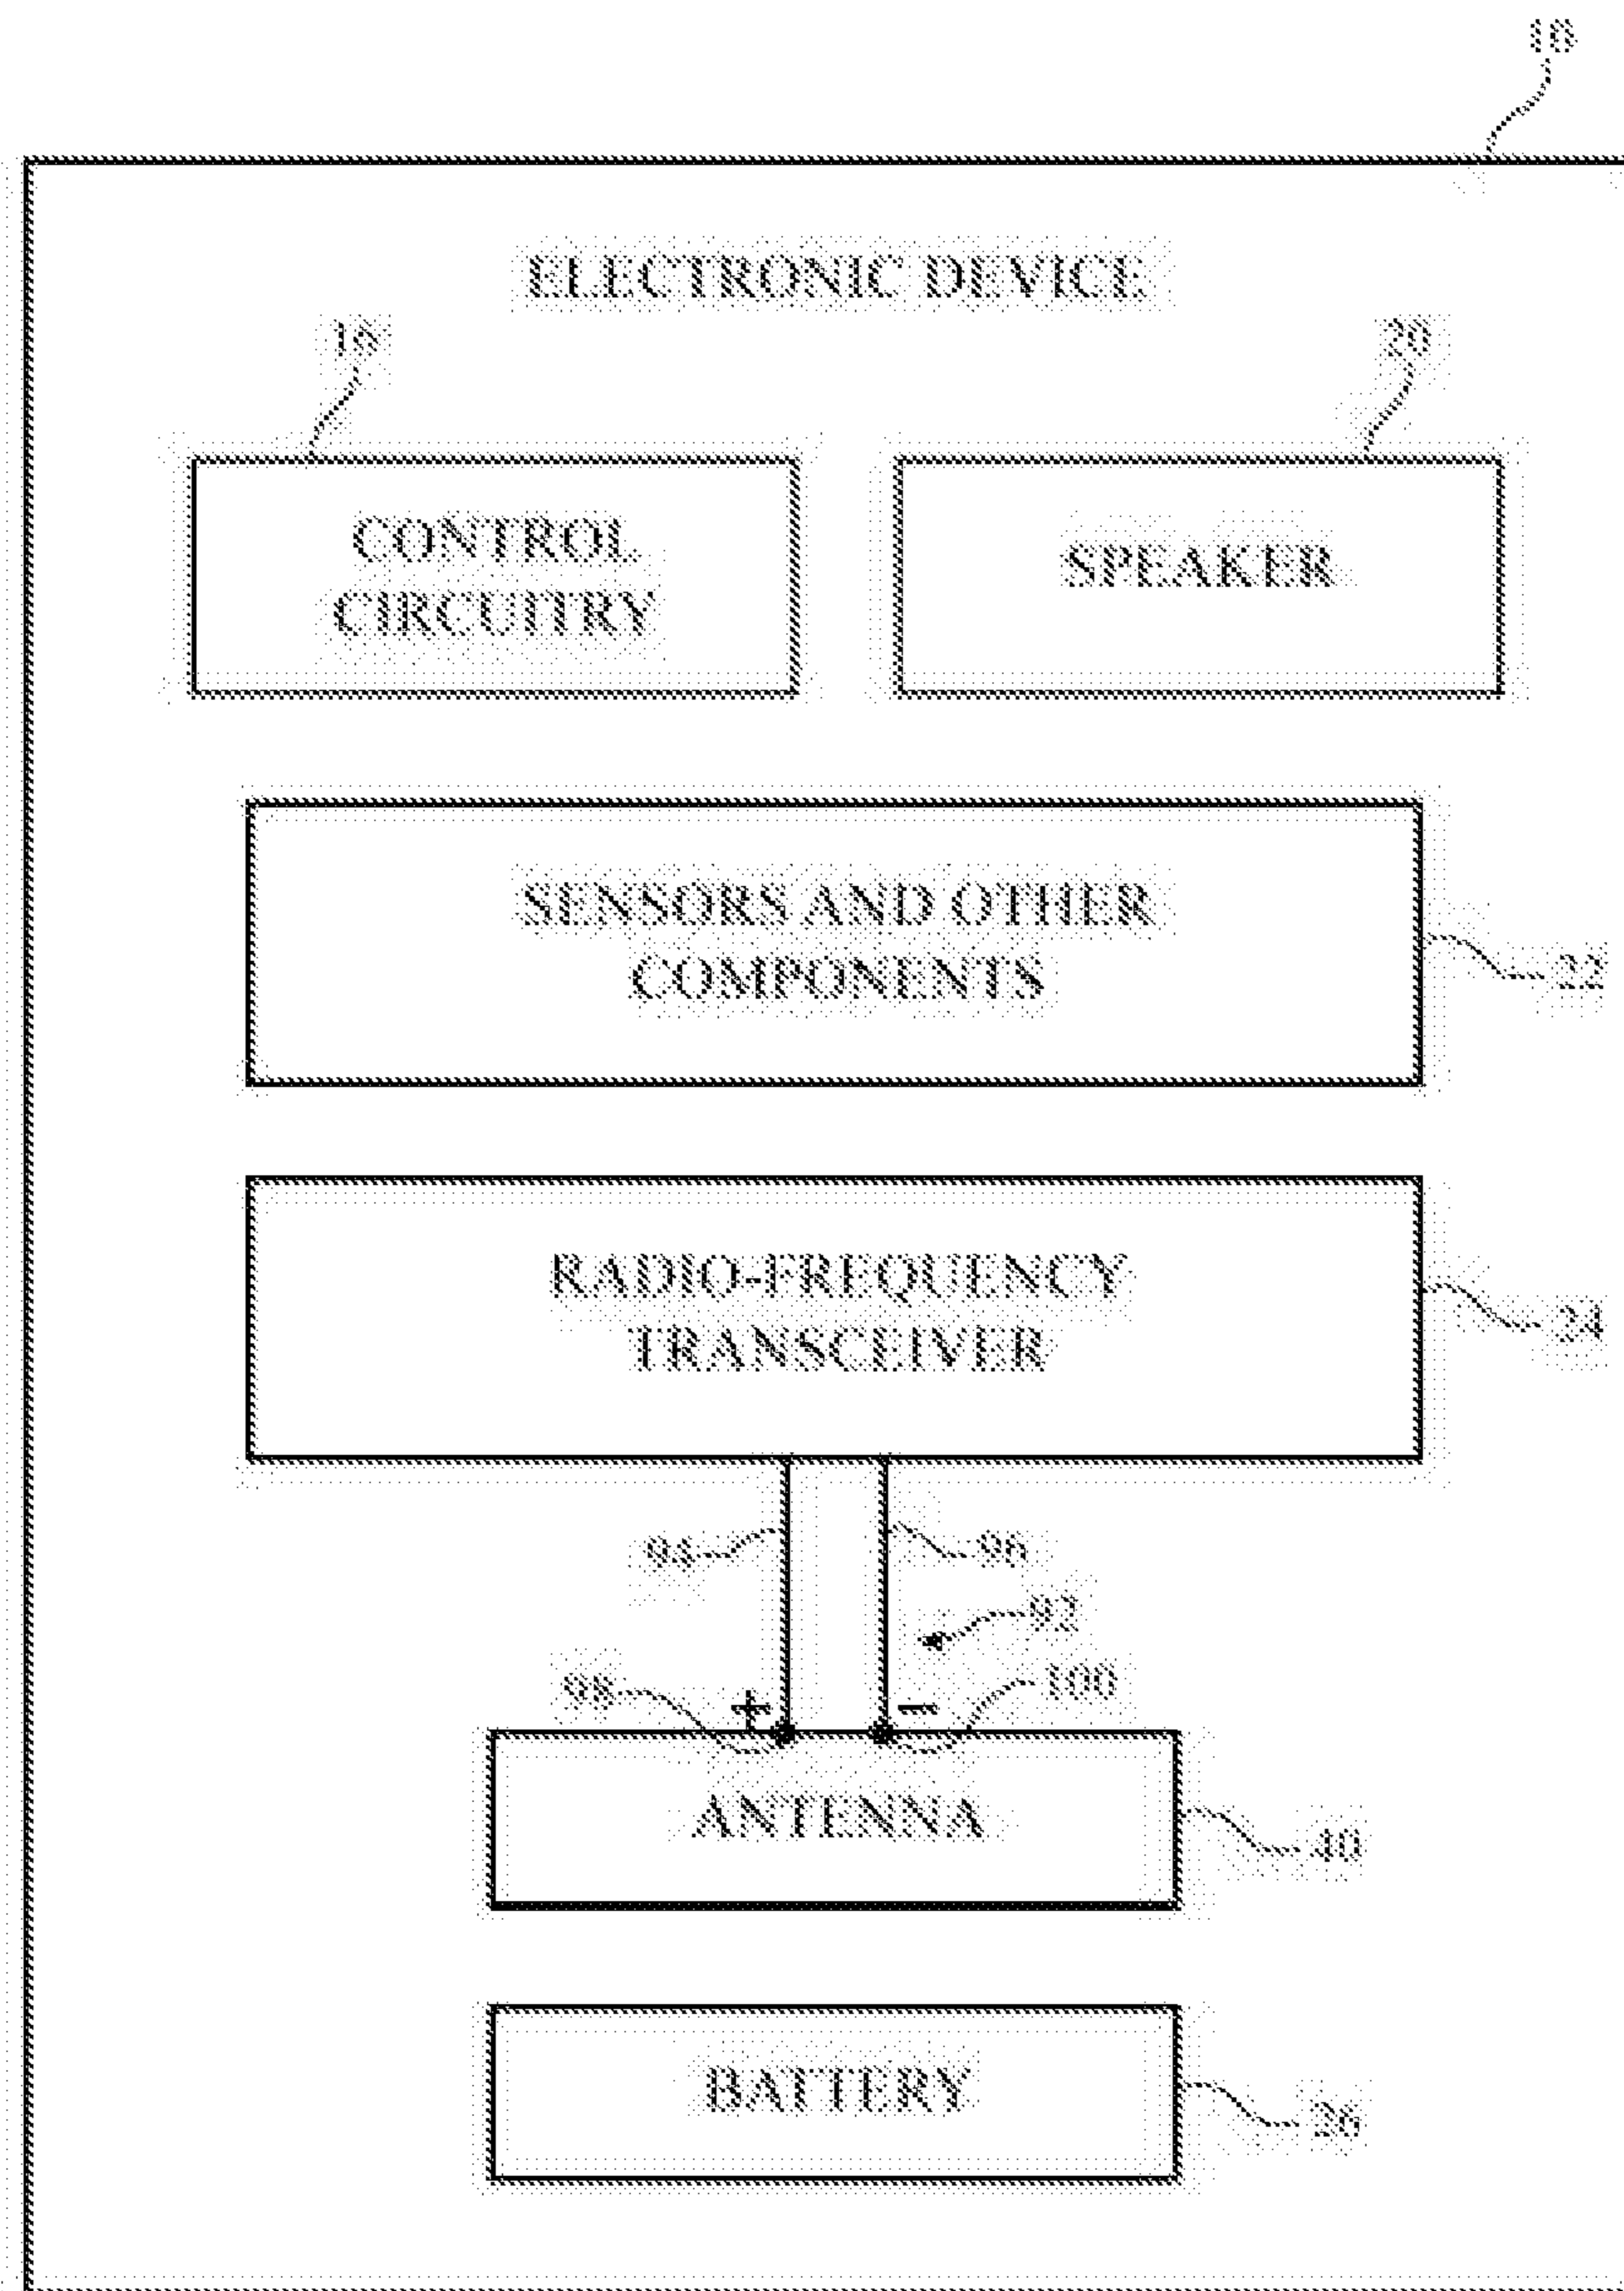 10
ELECTRONIC DEVICE
16
20
CONTROL
CIRCUITRY
SPEAKER
SENSORS AND OTHER
COMPONENTS
22
RADIO-FREQUENCY
TRANSCEIVER
24
94
96
92
98
+
−
100
ANTENNA
40
BATTERY
26